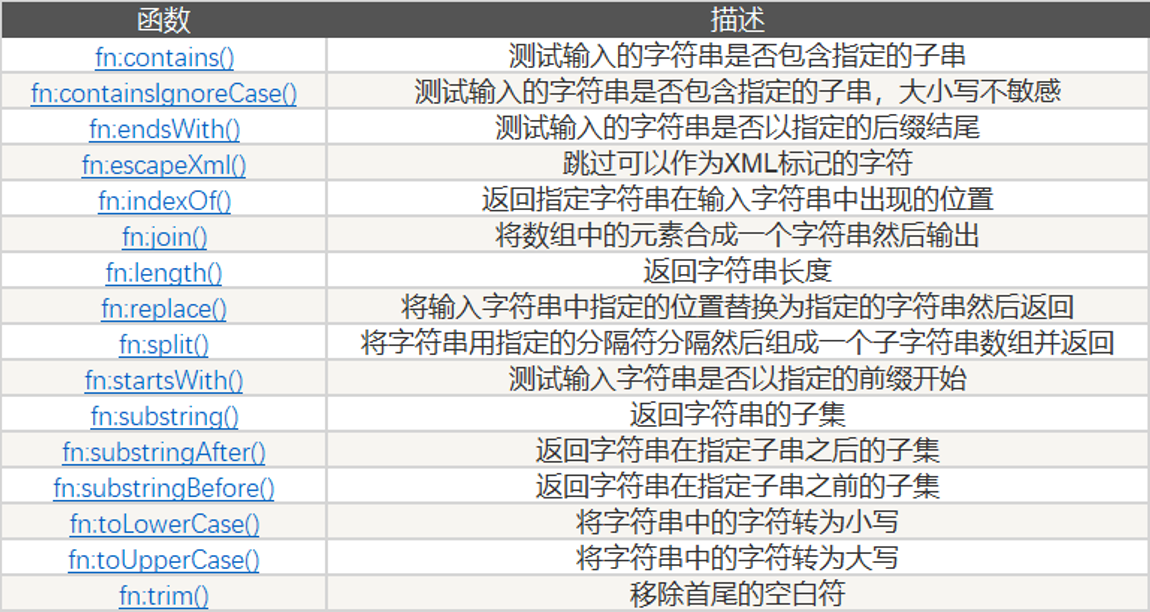 函数 描述
fn:contains() 测试输入的字符串是否包含指定的子串
fn:containsIgnoreCase() 测试输入的字符串是否包含指定的子串，大小写不敏感
fn:endsWith() 测试输入的字符串是否以指定的后缀结尾
fn:escapeXml() 跳过可以作为XML标记的字符
fn:indexOf() 返回指定字符串在输入字符串中出现的位置
fn:join() 将数组中的元素合成一个字符串然后输出
fn:length() 返回字符串长度
fn:replace() 将输入字符串中指定的位置替换为指定的字符串然后返回
fn:split() 将字符串用指定的分隔符分隔然后组成一个子字符串数组并返回
fn:startsWith() 测试输入字符串是否以指定的前缀开始
fn:substring() 返回字符串的子集
fn:substringAfter() 返回字符串在指定子串之后的子集
fn:substringBefore() 返回字符串在指定子串之前的子集
fn:toLowerCase() 将字符串中的字符转为小写
fn:toUpperCase() 将字符串中的字符转为大写
fn:trim() 移除首尾的空白符